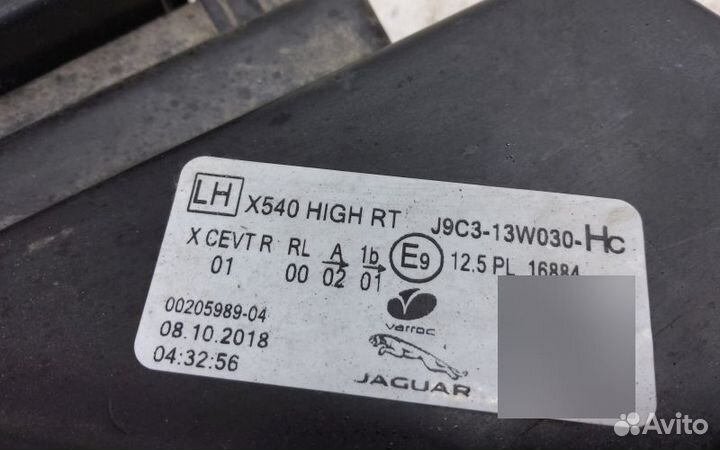 LH X540 HIGH RT J9C3-13W030-HC
X CEVT R RL A 1b E9 12.5 PL 16884
01 00 02 01
00205989-04
08.10.2018
04:32:56
varroc
JAGUAR
Avito